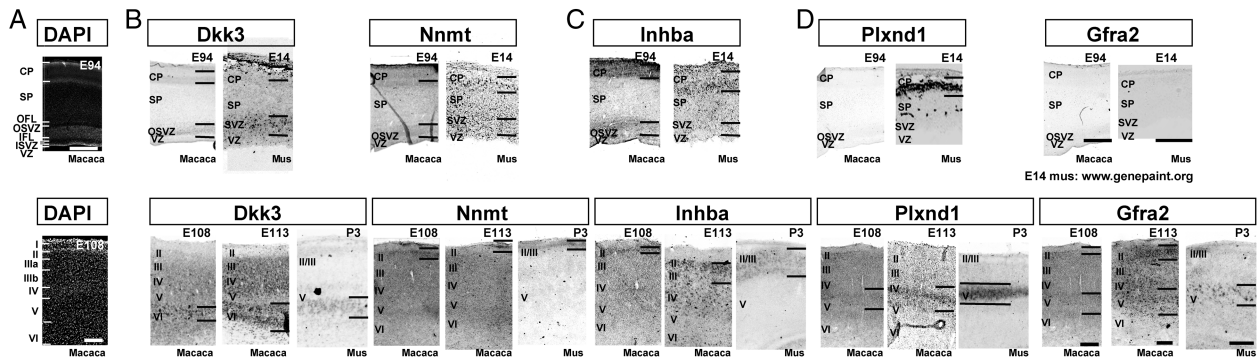 A B C D
DAPI Dkk3 Nnmt Inhba Plxnd1 Gfra2
E94 E94 E14 E94 E14 E94 E14 E94 E14 E94 E14
CP CP CP CP CP CP CP CP CP CP CP
SP SP SP SP SP SP SP
OFL
OSVZ OSVZ SVZ OSVZ SVZ OSVZ SVZ OSVZ SVZ OSVZ SVZ
IFL
ISVZ
VZ VZ VZ VZ VZ VZ VZ VZ VZ VZ VZ
Macaca Macaca Mus Macaca Mus Macaca Mus Macaca Mus Macaca Mus
E14 mus: www.genepaint.org
DAPI Dkk3 Nnmt Inhba Plxnd1 Gfra2
E108 E108 E113 P3 E108 E113 P3 E108 E113 P3 E108 E113 P3 E108 E113 P3
I
II II II II/III II II II/III II II II/III II II II/III II II II/III
IIIa III III III III III III III III III III
IIIb
IV IV IV IV IV IV IV IV IV IV IV
V V V V V V V V V V V V V V V V
VI VI VI VI VI VI VI VI VI VI VI
Macaca Macaca Macaca Mus Macaca Macaca Mus Macaca Macaca Mus Macaca Macaca Mus Macaca Macaca Mus